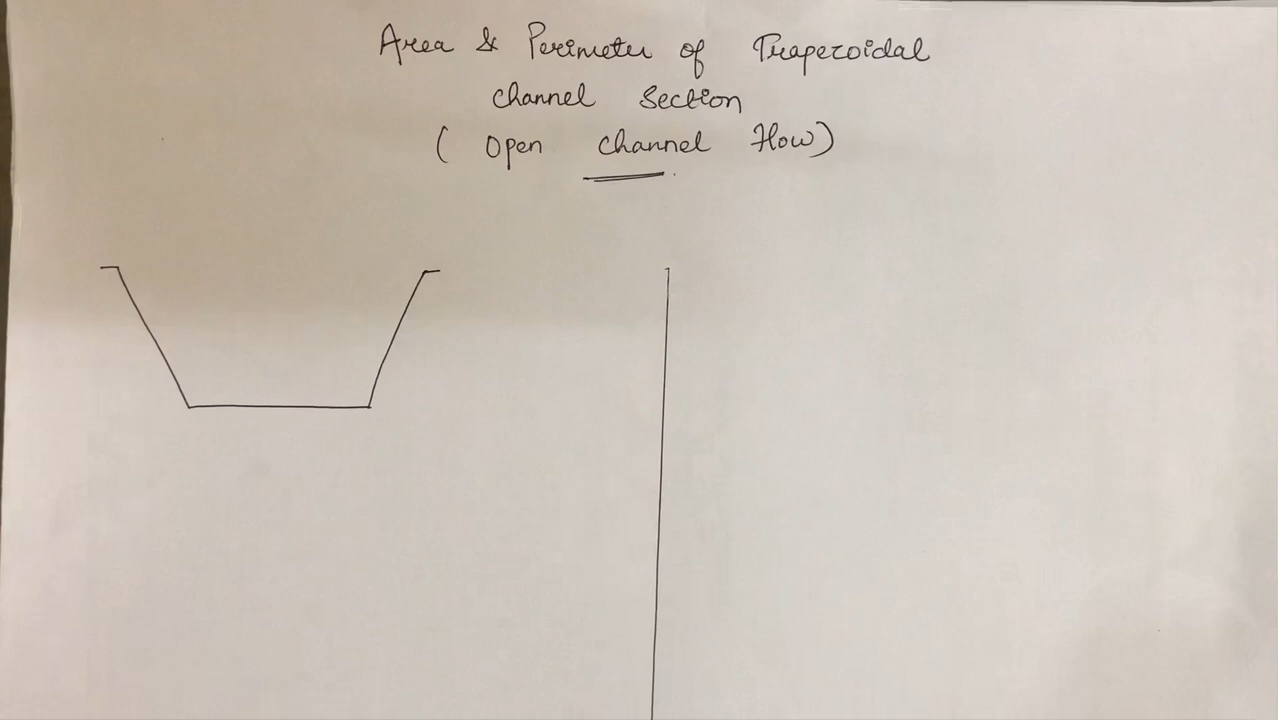 Area & Perimeter of Trapezoidal
channel Section
( Open channel Flow)